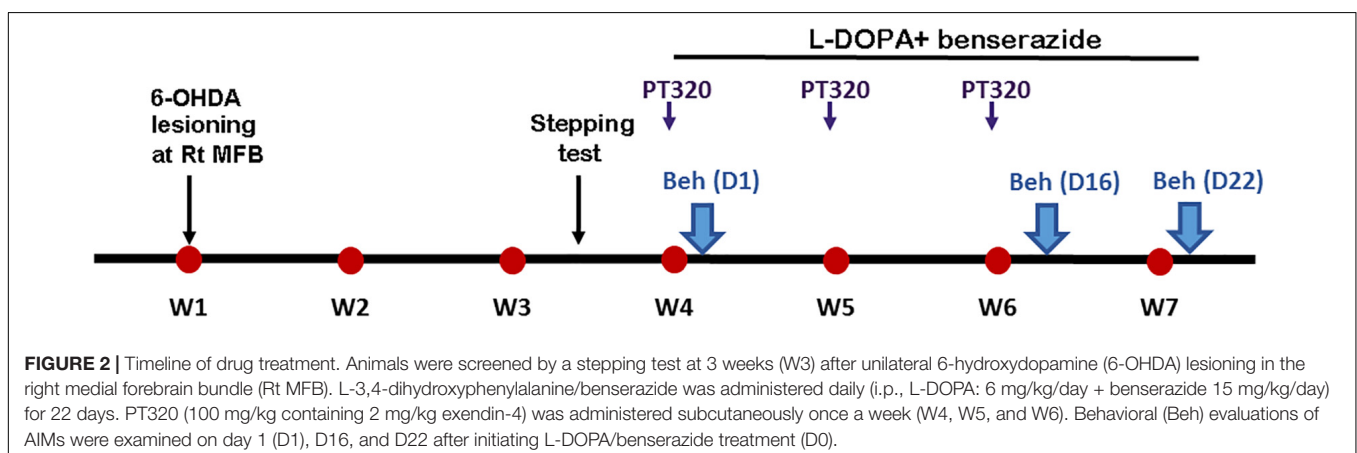 L-DOPA+ benserazide
6-OHDA
lesioning
at Rt MFB
Stepping
test
PT320
PT320
PT320
Beh (D1)
Beh (D16)
Beh (D22)
W1
W2
W3
W4
W5
W6
W7
FIGURE 2 | Timeline of drug treatment. Animals were screened by a stepping test at 3 weeks (W3) after unilateral 6-hydroxydopamine (6-OHDA) lesioning in the
right medial forebrain bundle (Rt MFB). L-3,4-dihydroxyphenylalanine/benserazide was administered daily (i.p., L-DOPA: 6 mg/kg/day + benserazide 15 mg/kg/day)
for 22 days. PT320 (100 mg/kg containing 2 mg/kg exendin-4) was administered subcutaneously once a week (W4, W5, and W6). Behavioral (Beh) evaluations of
AIMs were examined on day 1 (D1), D16, and D22 after initiating L-DOPA/benserazide treatment (D0).